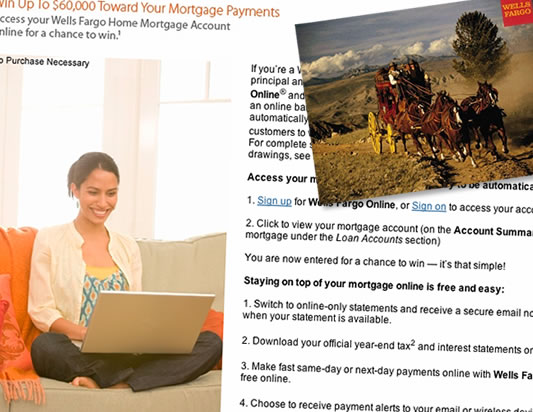 Win Up To $60,000 Toward Your Mortgage Payments
ccess your Wells Fargo Home Mortgage Account
nline for a chance to win.¹
o Purchase Necessary
WELLS
FARGO
If you're a
principal an
Online® and
an online ba
automatically
customers to
For complete
drawings, see
Access your m
to be automatica
1. Sign up for Wells Fargo Online, or Sign on to access your acco
2. Click to view your mortgage account (on the Account Summa
mortgage under the Loan Accounts section)
You are now entered for a chance to win — it's that simple!
Staying on top of your mortgage online is free and easy:
1. Switch to online-only statements and receive a secure email no
when your statement is available.
2. Download your official year-end tax² and interest statements on
3. Make fast same-day or next-day payments online with Wells Fa
free online.
4. Choose to receive payment alerts to your email or wireless devi